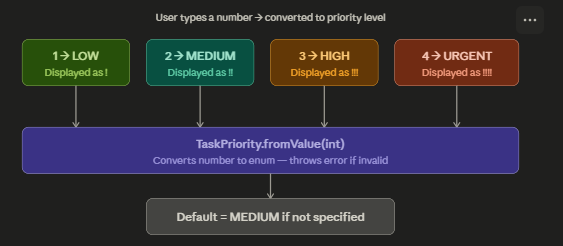 User types a number → converted to priority level
1 → LOW
Displayed as !
2 → MEDIUM
Displayed as !!
3 → HIGH
Displayed as !!!
4 → URGENT
Displayed as !!!!
TaskPriority.fromValue(int)
Converts number to enum — throws error if invalid
Default = MEDIUM if not specified